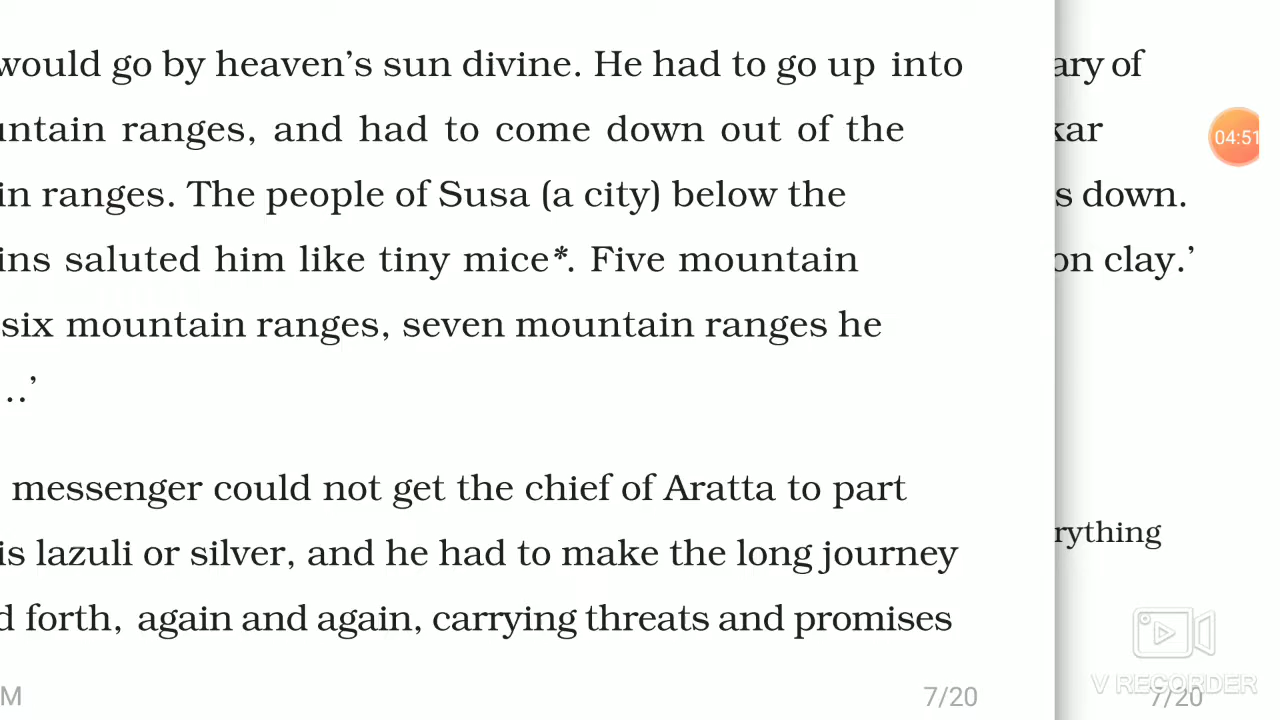 would go by heaven's sun divine. He had to go up into
ntain ranges, and had to come down out of the
in ranges. The people of Susa (a city) below the
ins saluted him like tiny mice*. Five mountain
six mountain ranges, seven mountain ranges he
..'
messenger could not get the chief of Aratta to part
is lazuli or silver, and he had to make the long journey
d forth, again and again, carrying threats and promises
M
7/20
ary of
kar
s down.
on clay.'
rything
04:51
V RECORDER
7/20